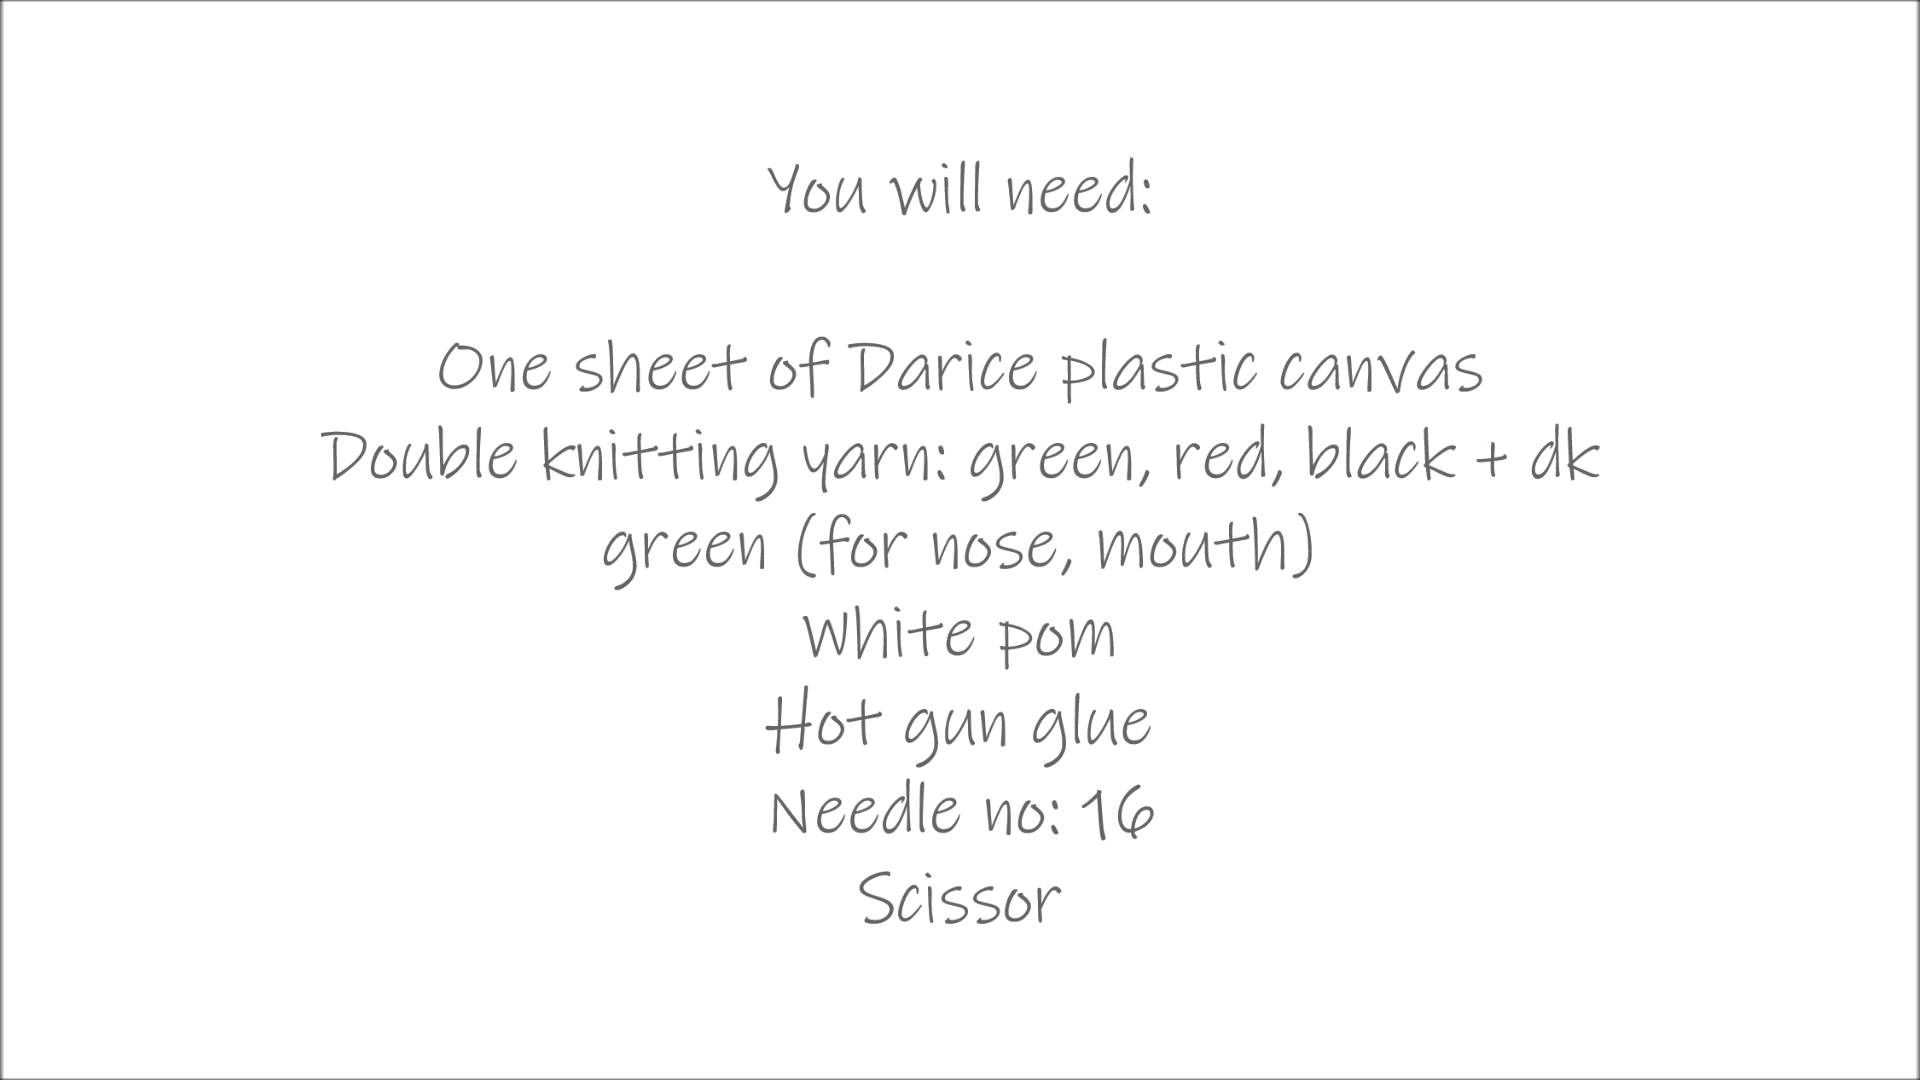 You will need:
One sheet of Darice plastic canvas
Double knitting yarn: green, red, black + dk
green (for nose, mouth)
White pom
Hot gun glue
Needle no: 16
Scissor